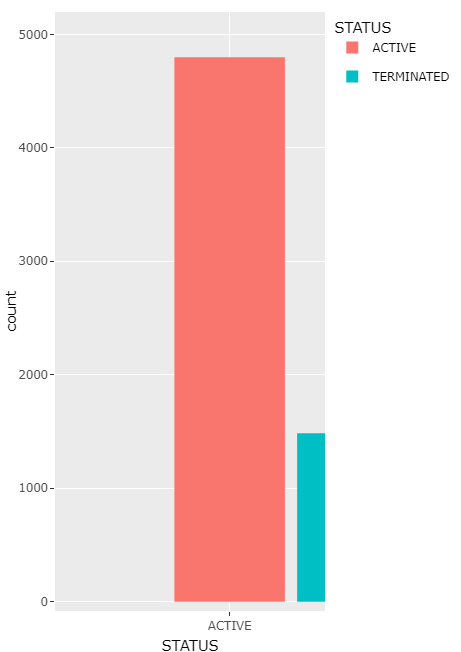 STATUS
ACTIVE
TERMINATED
5000
4000
3000
2000
1000
0
count
ACTIVE
STATUS